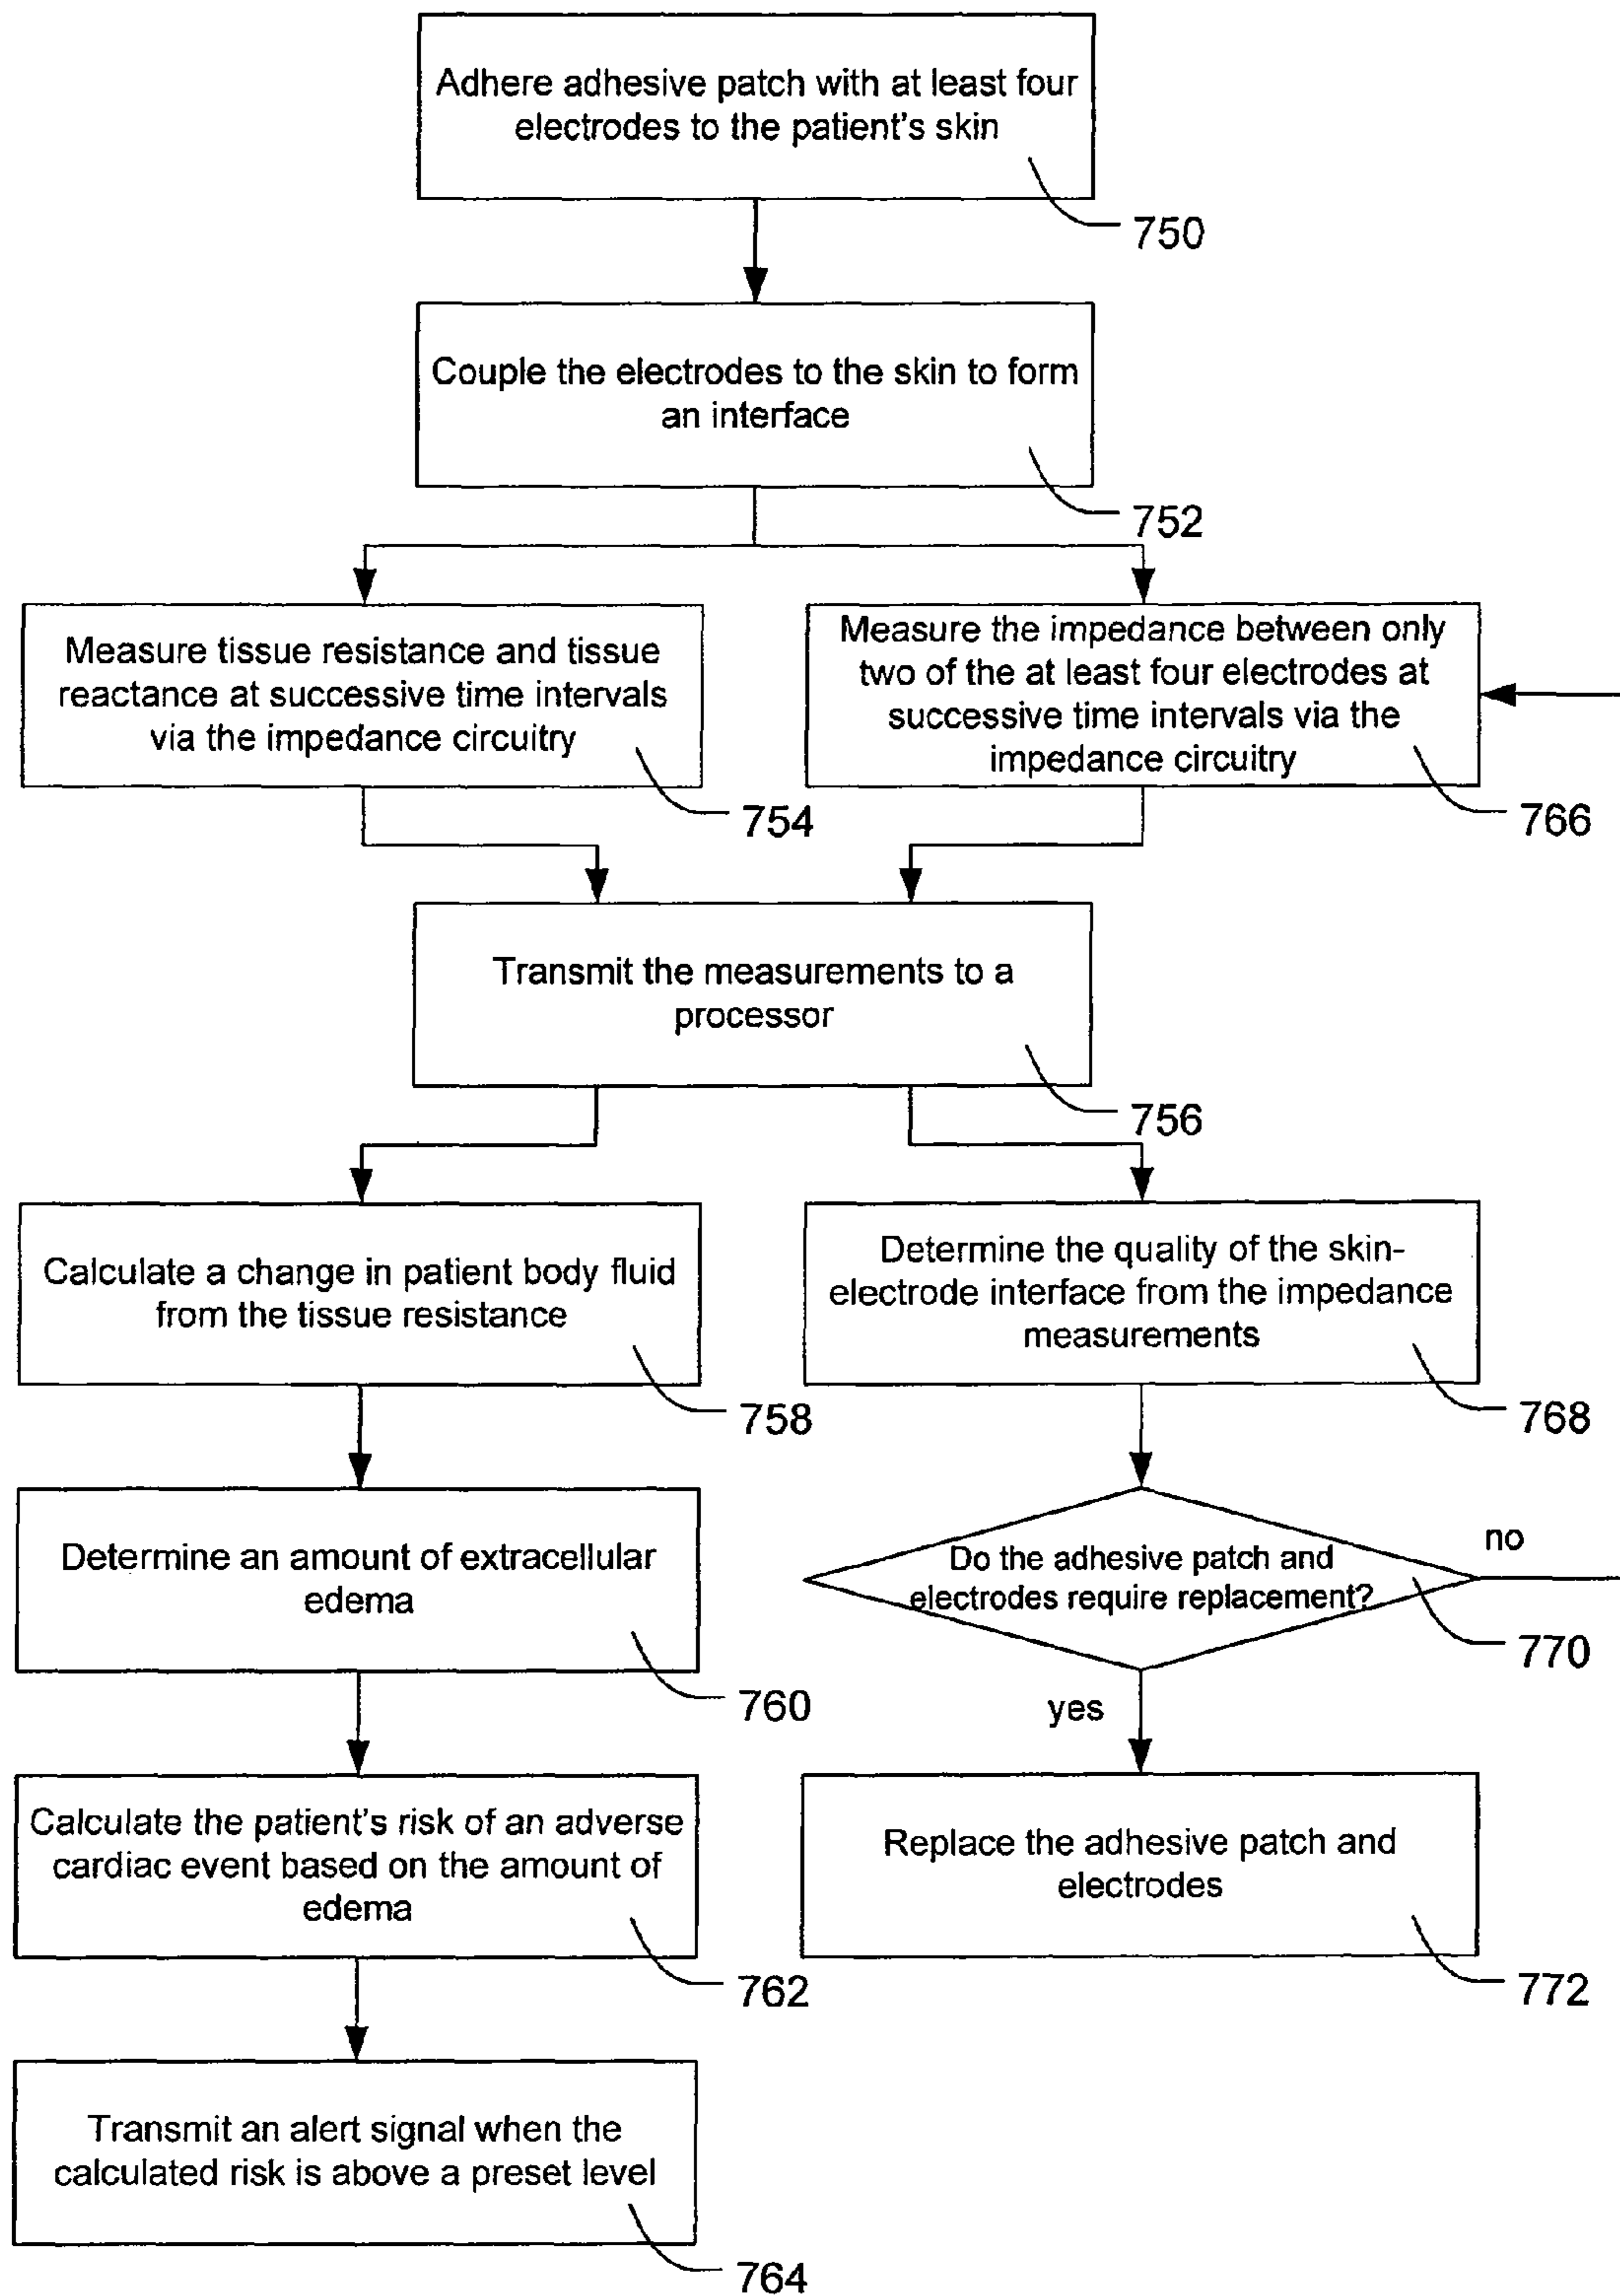 Adhere adhesive patch with at least four
electrodes to the patient's skin
750
Couple the electrodes to the skin to form
an interface
752
Measure tissue resistance and tissue
reactance at successive time intervals
via the impedance circuitry
754
Measure the impedance between only
two of the at least four electrodes at
successive time intervals via the
impedance circuitry
766
Transmit the measurements to a
processor
756
Calculate a change in patient body fluid
from the tissue resistance
758
Determine the quality of the skin-
electrode interface from the impedance
measurements
768
Determine an amount of extracellular
edema
760
Do the adhesive patch and
electrodes require replacement?
no
770
yes
Calculate the patient's risk of an adverse
cardiac event based on the amount of
edema
762
Replace the adhesive patch and
electrodes
772
Transmit an alert signal when the
calculated risk is above a preset level
764